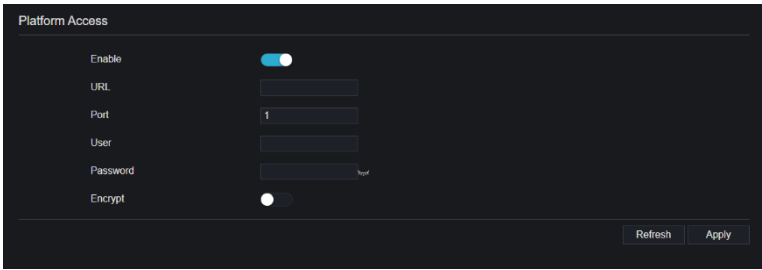 Platform Access
Enable
URL
Port 1
User
Password
Encrypt
Refresh Apply